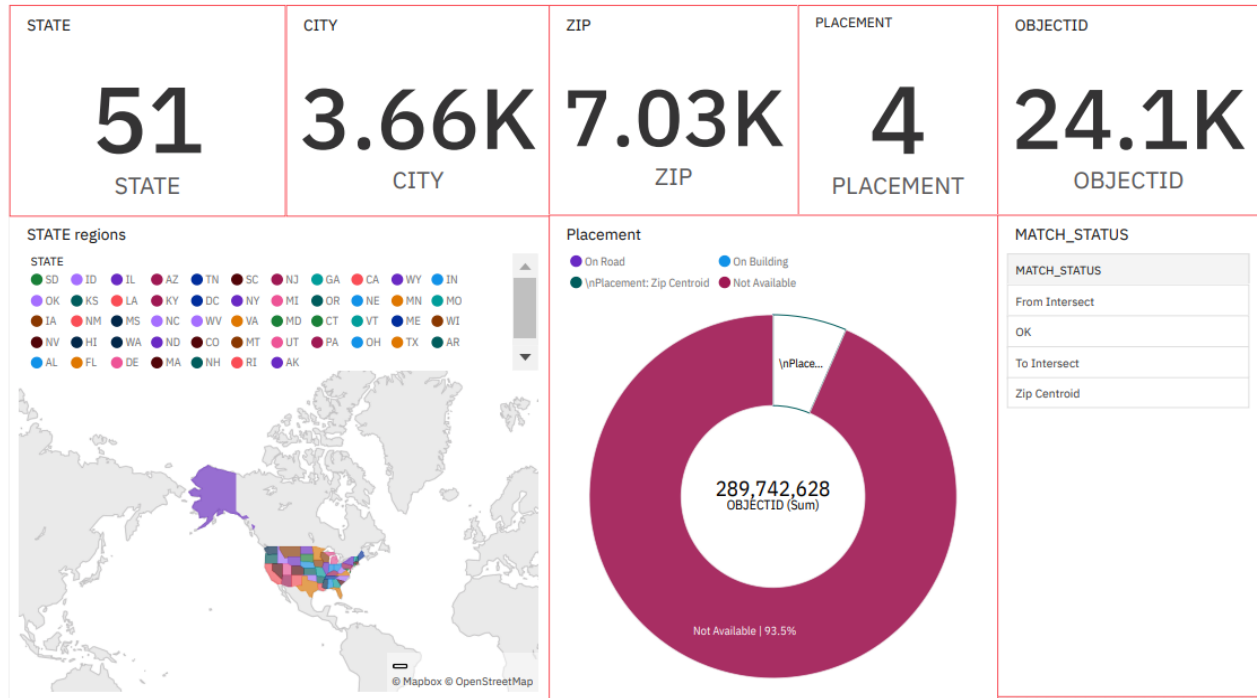 STATE
51
STATE
CITY
3.66K
CITY
ZIP
7.03K
ZIP
PLACEMENT
4
PLACEMENT
OBJECTID
24.1K
OBJECTID
STATE regions
STATE
SD ID IL AZ TN SC NJ GA CA WY IN
OK KS LA KY DC NY MI OR NE MN MO
IA NM MS NC WV VA MD CT VT ME WI
NV HI WA ND CO MT UT PA OH TX AR
AL FL DE MA NH RI AK
© Mapbox © OpenStreetMap
Placement
On Road On Building
\nPlacement: Zip Centroid Not Available
\nPlace...
289,742,628
OBJECTID (Sum)
Not Available | 93.5%
MATCH_STATUS
MATCH_STATUS
From Intersect
OK
To Intersect
Zip Centroid